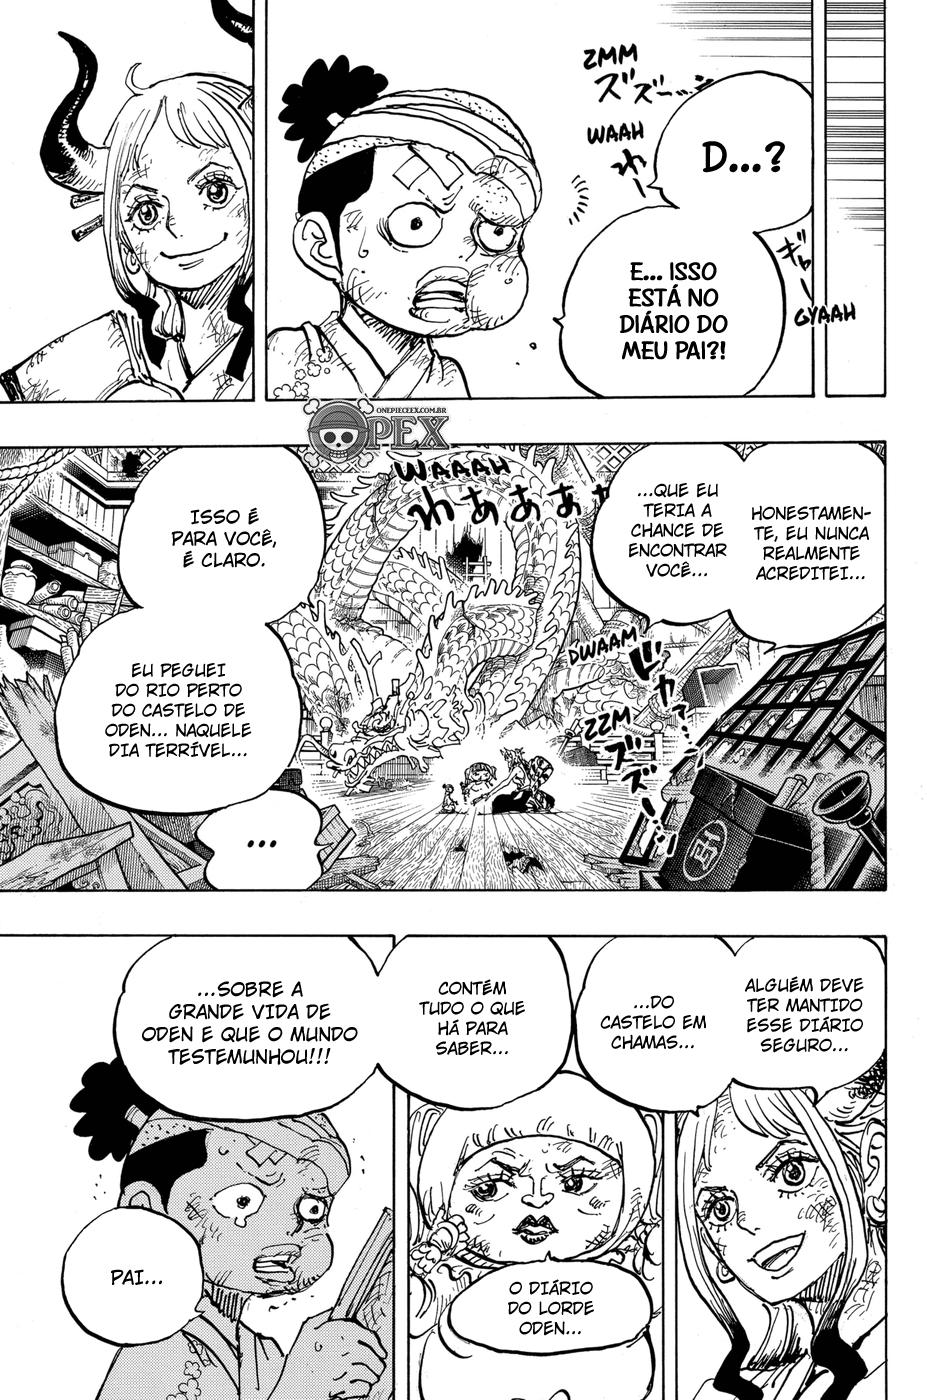 ZMM
ズズ
WAAH
わー
D...?
E... ISSO
ESTÁ NO
DIÁRIO DO
MEU PAI?!
ギャー
GYAAH
ONEPIECEEX.COM.BR
OPEX
WAAAH
わあああ
HONESTAMEN-
TE, EU NUNCA
REALMENTE
ACREDITEI...
...QUE EU
TERIA A
CHANCE DE
ENCONTRAR
VOCÊ...
ISSO É
PARA VOCÊ,
É CLARO.
DWAAM
ZZM
EU PEGUEI
DO RIO PERTO
DO CASTELO DE
ODEN... NAQUELE
DIA TERRÍVEL...
...
ALGUÉM DEVE
TER MANTIDO
ESSE DIÁRIO
SEGURO...
...DO
CASTELO EM
CHAMAS...
CONTÉM
TUDO O QUE
HÁ PARA
SABER...
...SOBRE A
GRANDE VIDA DE
ODEN E QUE O MUNDO
TESTEMUNHOU!!!
O DIÁRIO
DO LORDE
ODEN...
PAI...